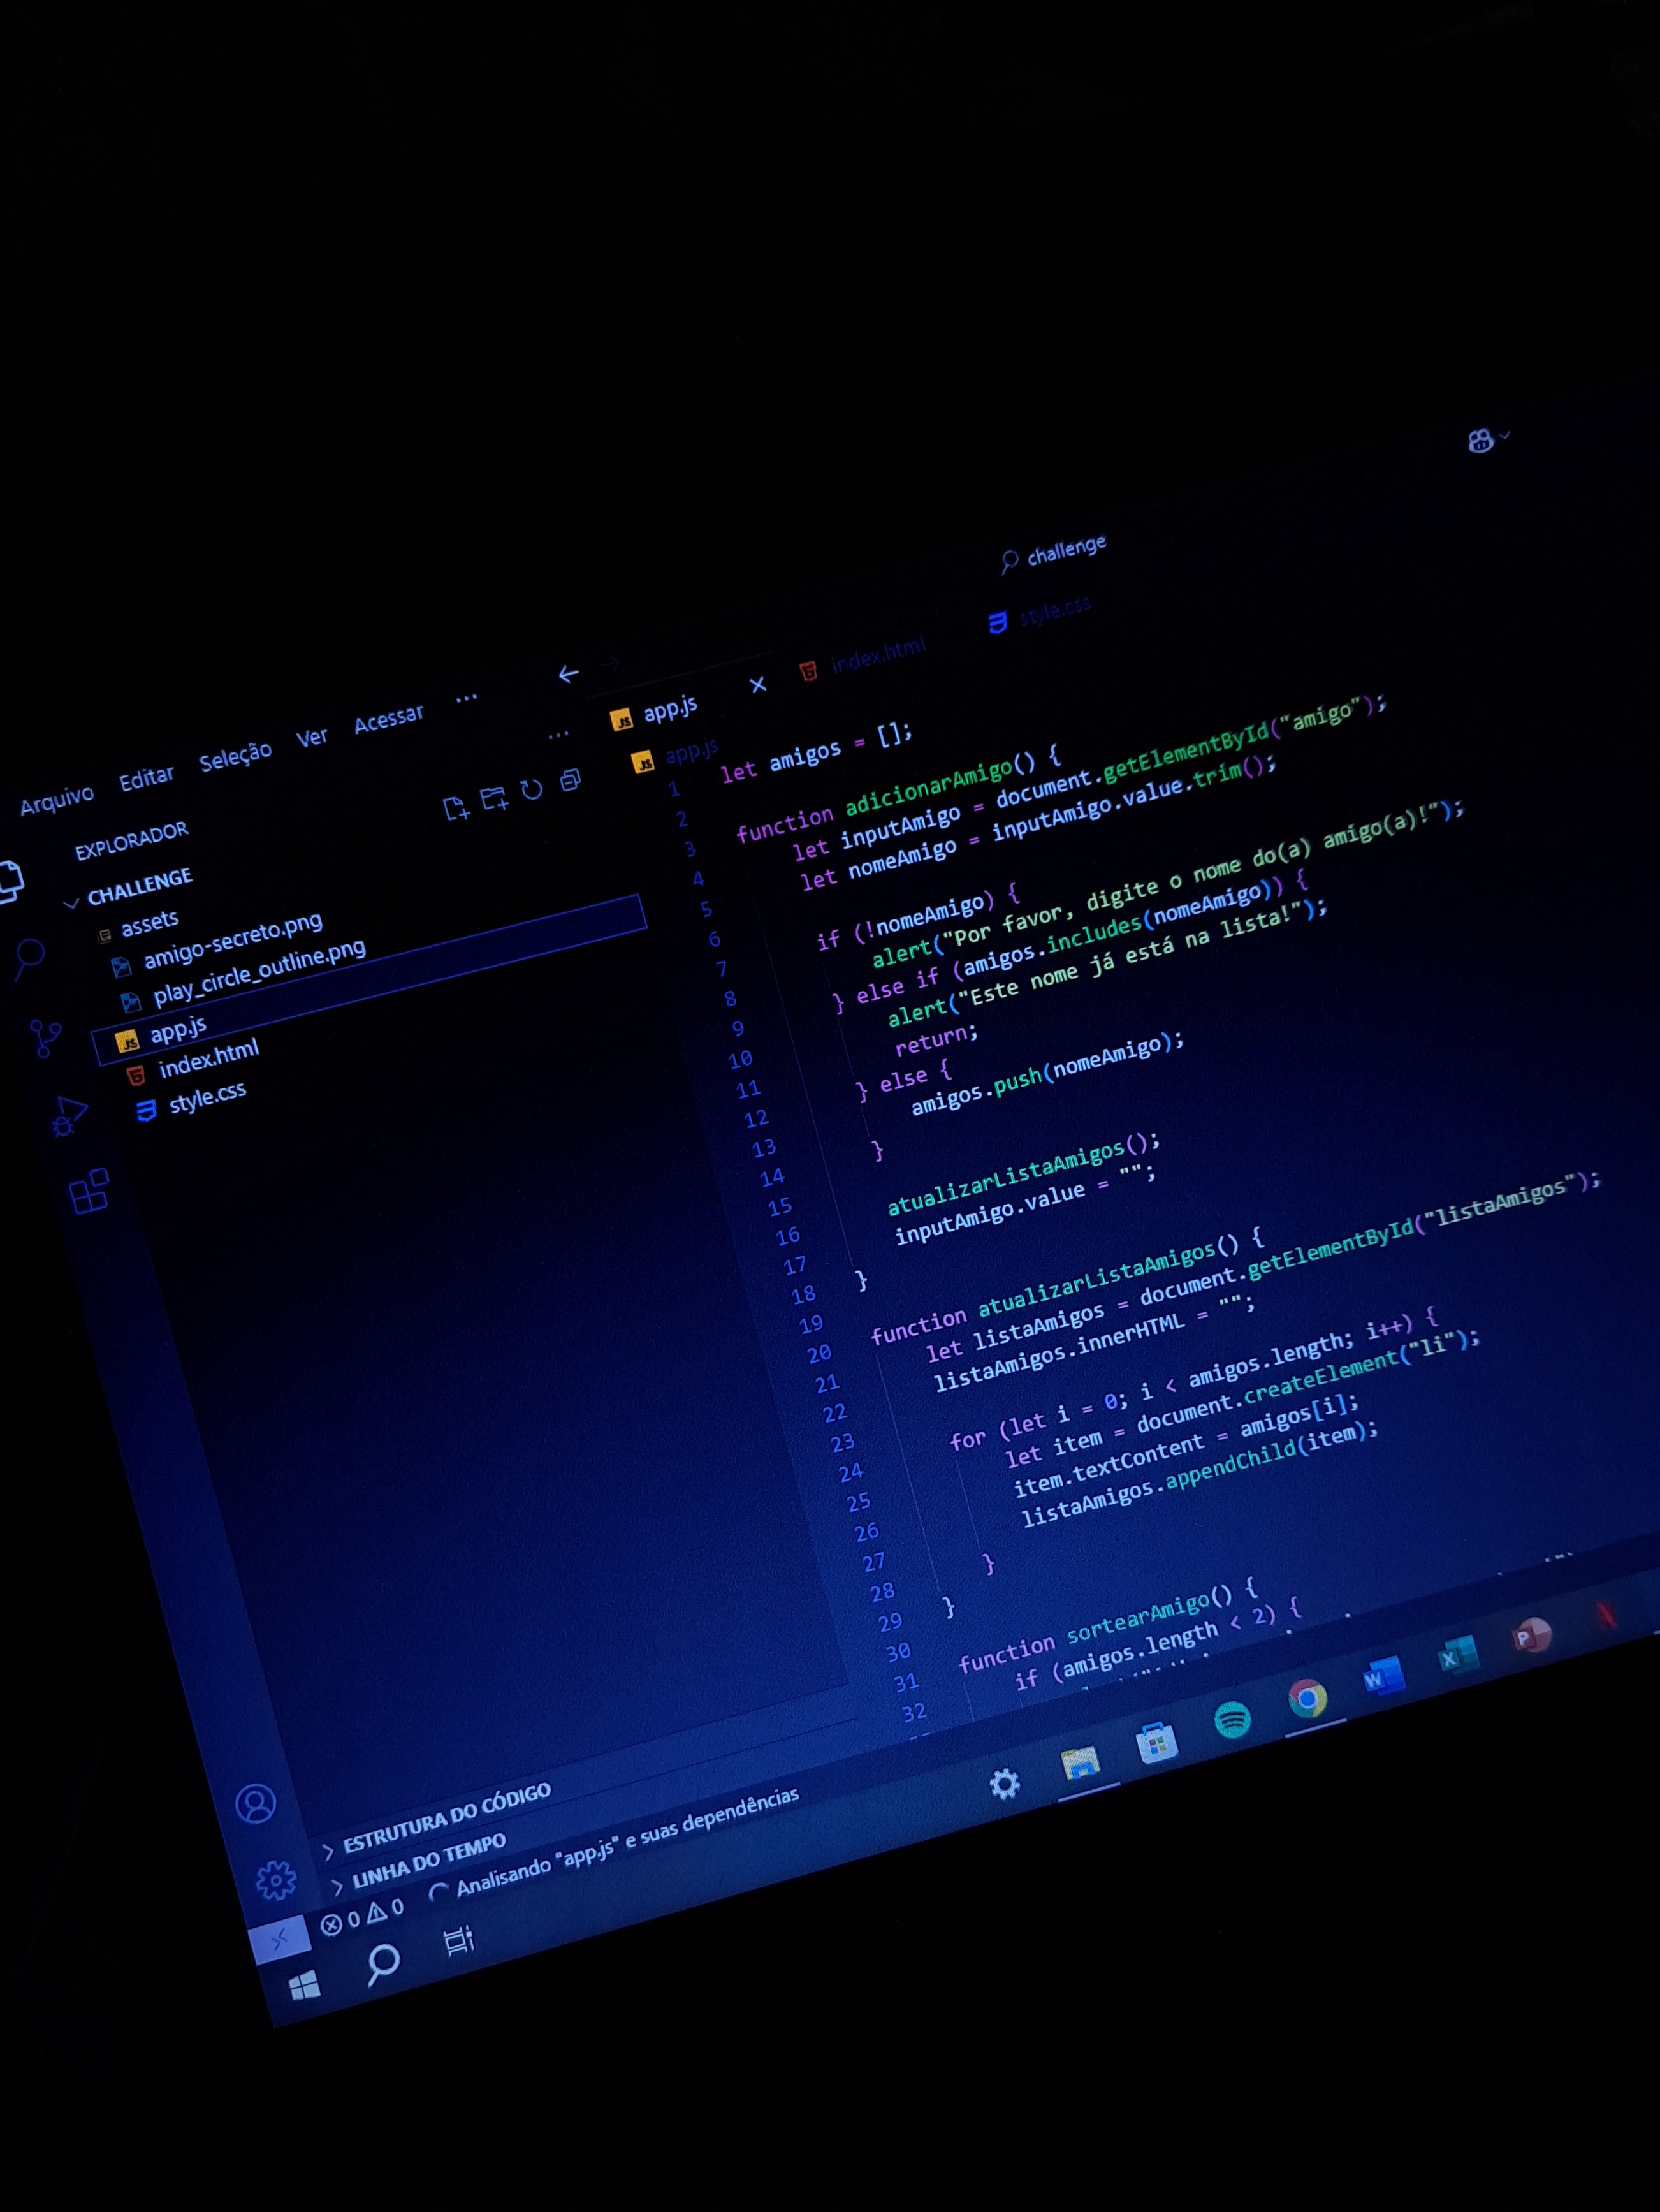 challenge
Arquivo Editar Seleção Ver Acessar ...
EXPLORADOR ...
CHALLENGE
assets
amigo-secreto.png
play_circle_outline.png
app.js
index.html
style.css
ESTRUTURA DO CÓDIGO
LINHA DO TEMPO
app.js index.html style.css
app.js
1 let amigos = [];
2
3 function adicionarAmigo() {
4 let inputAmigo = document.getElementById("amigo");
5 let nomeAmigo = inputAmigo.value.trim();
6
7 if (!nomeAmigo) {
8 alert("Por favor, digite o nome do(a) amigo(a)!");
9 } else if (amigos.includes(nomeAmigo)) {
10 alert("Este nome já está na lista!");
11 return;
12 } else {
13 amigos.push(nomeAmigo);
14 }
15
16 atualizarListaAmigos();
17 inputAmigo.value = "";
18 }
19
20 function atualizarListaAmigos() {
21 let listaAmigos = document.getElementById("listaAmigos");
22 listaAmigos.innerHTML = "";
23
24 for (let i = 0; i < amigos.length; i++) {
25 let item = document.createElement("li");
26 item.textContent = amigos[i];
27 listaAmigos.appendChild(item);
28 }
29 }
30
31 function sortearAmigo() {
32 if (amigos.length < 2) {
0 0 Analisando "app.js" e suas dependências